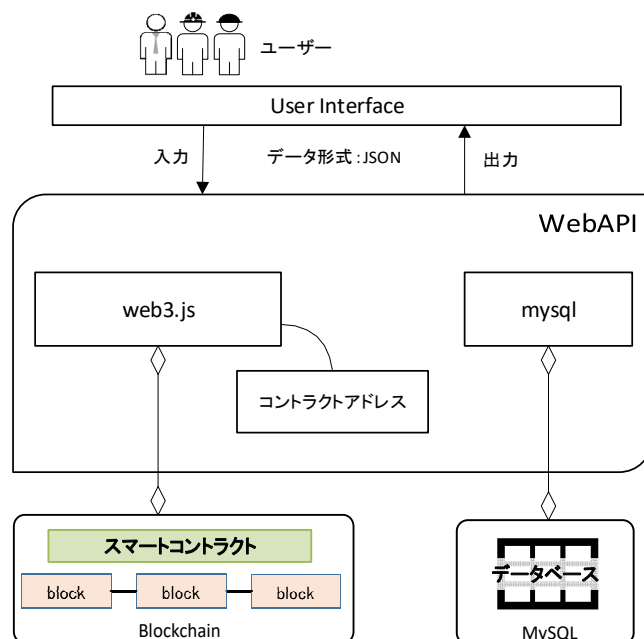 ユーザー
User Interface
入力
データ形式：JSON
出力
WebAPI
web3.js
mysql
コントラクトアドレス
スマートコントラクト
block
block
block
Blockchain
データベース
MySQL